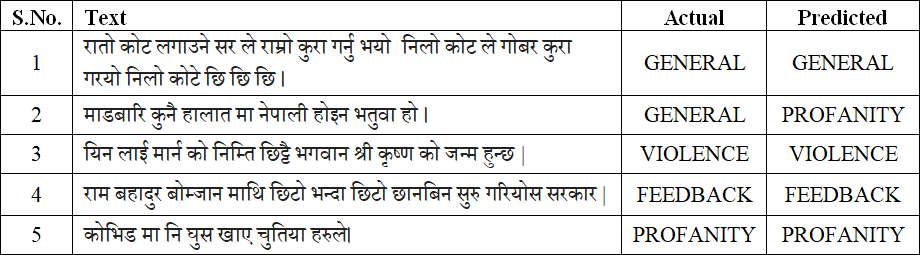 S.No. Text Actual Predicted
1 रातो कोट लगाउने सर ले राम्रो कुरा गर्नु भयो निलो कोट ले गोबर कुरा
गरयो निलो कोटे छि छि छि । GENERAL GENERAL
2 माडबारि कुनै हालात मा नेपाली होइन भतुवा हो । GENERAL PROFANITY
3 यिन लाई मार्न को निम्ति छिट्टै भगवान श्री कृष्ण को जन्म हुन्छ | VIOLENCE VIOLENCE
4 राम बहादुर बोम्जान माथि छिटो भन्दा छिटो छानबिन सुरु गरियोस सरकार | FEEDBACK FEEDBACK
5 कोभिड मा नि घुस खाए चुतिया हरुले। PROFANITY PROFANITY